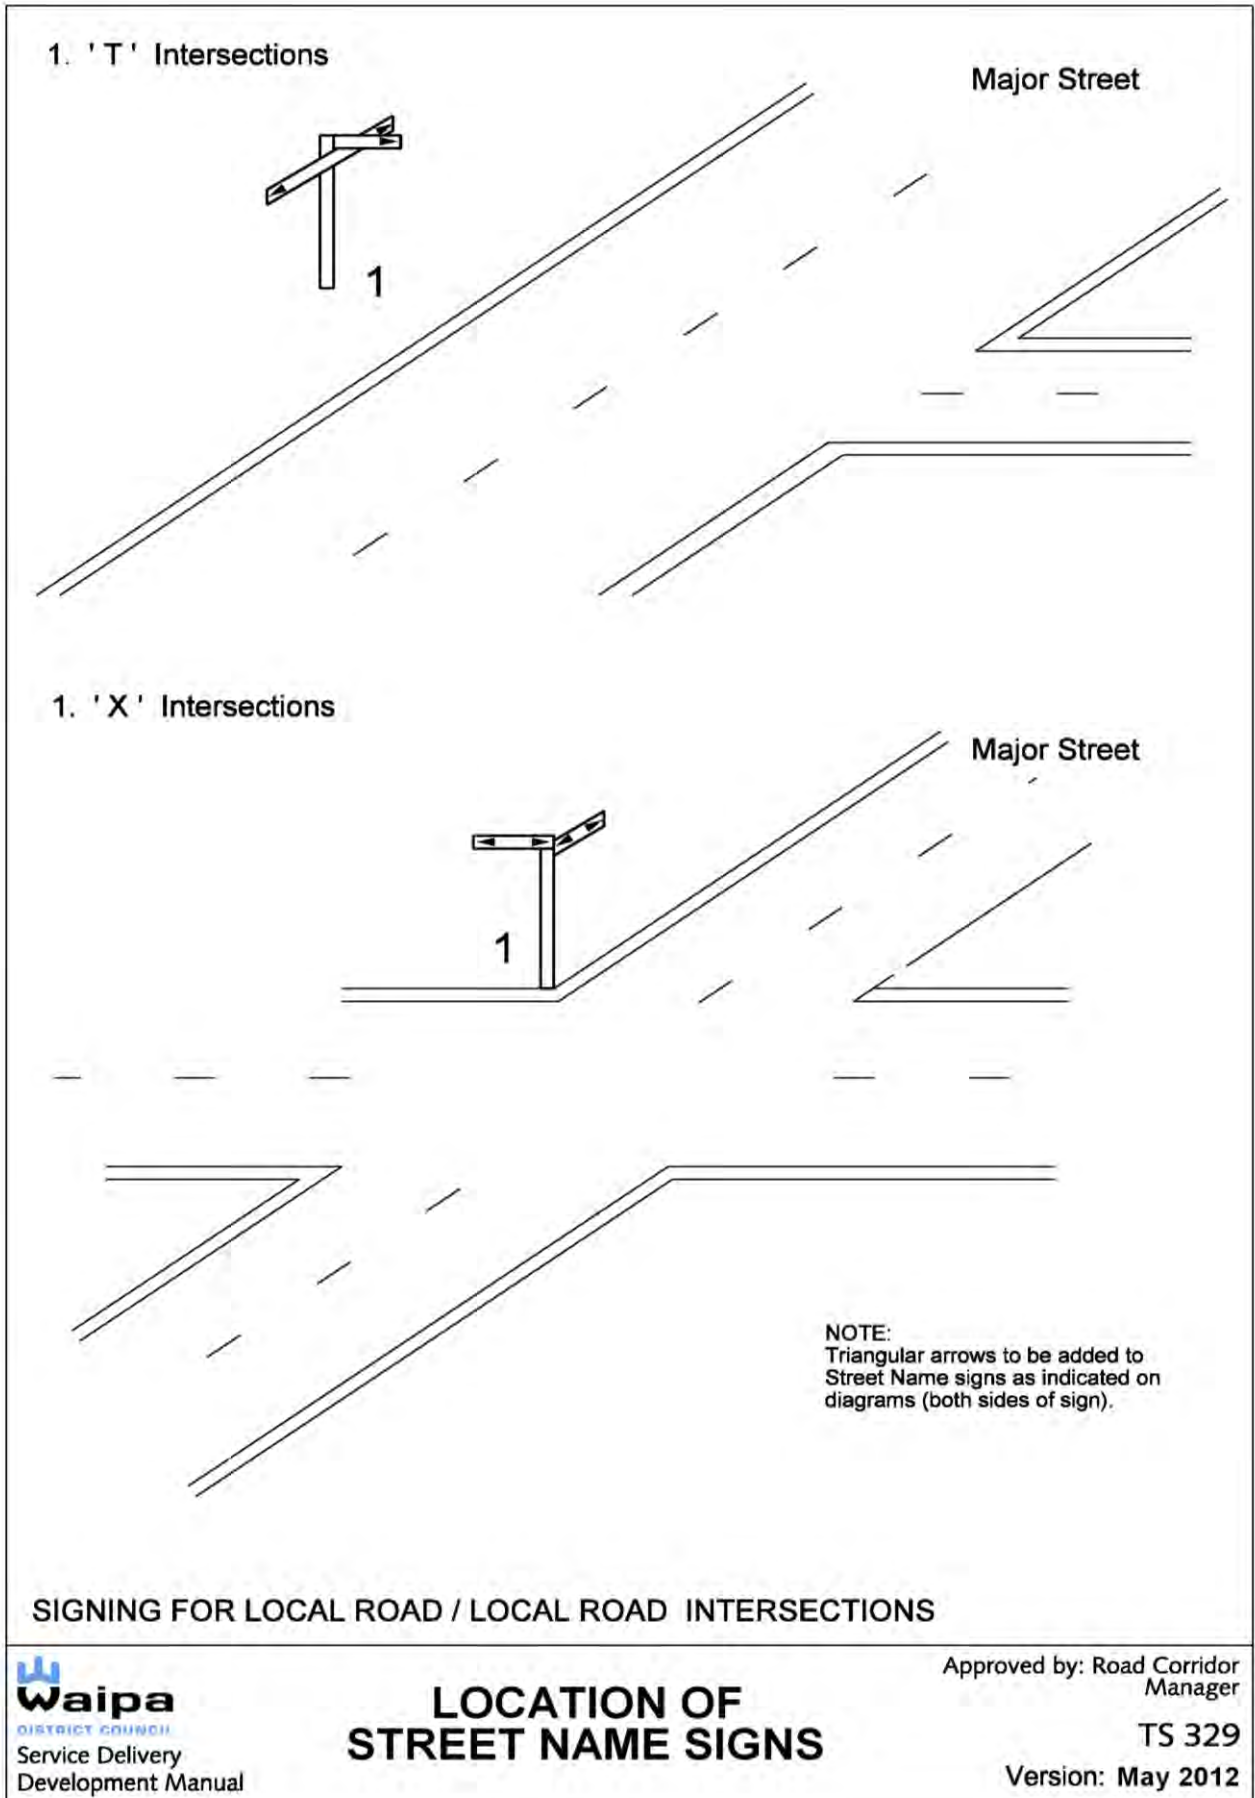 1. 'T' Intersections
Major Street
1
1. 'X' Intersections
Major Street
1
NOTE:
Triangular arrows to be added to
Street Name signs as indicated on
diagrams (both sides of sign).
SIGNING FOR LOCAL ROAD / LOCAL ROAD INTERSECTIONS
Waipa
DISTRICT COUNCIL
Service Delivery
Development Manual
LOCATION OF
STREET NAME SIGNS
Approved by: Road Corridor
Manager
TS 329
Version: May 2012